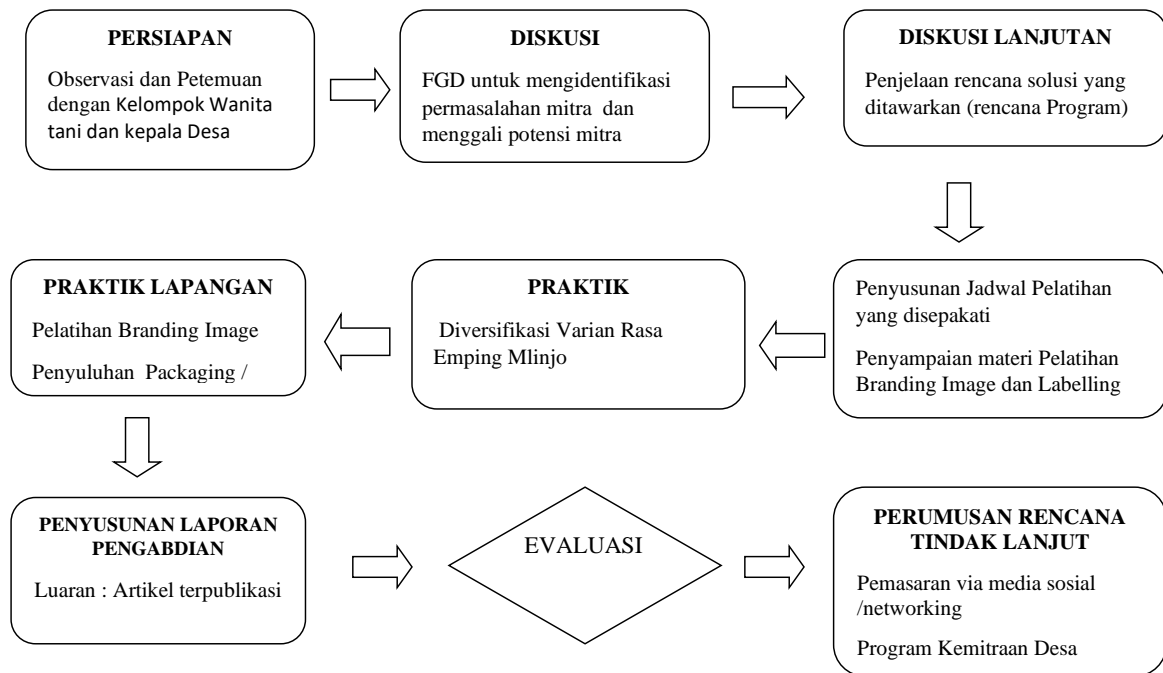 PERSIAPAN
Observasi dan Petemuan
dengan Kelompok Wanita
tani dan kepala Desa
DISKUSI
FGD untuk mengidentifikasi
permasalahan mitra dan
menggali potensi mitra
DISKUSI LANJUTAN
Penjelaan rencana solusi yang
ditawarkan (rencana Program)
Penyusunan Jadwal Pelatihan
yang disepakati
Penyampaian materi Pelatihan
Branding Image dan Labelling
PRAKTIK
Diversifikasi Varian Rasa
Emping Mlinjo
PRAKTIK LAPANGAN
Pelatihan Branding Image
Penyuluhan Packaging /
PENYUSUNAN LAPORAN
PENGABDIAN
Luaran : Artikel terpublikasi
EVALUASI
PERUMUSAN RENCANA
TINDAK LANJUT
Pemasaran via media sosial
/networking
Program Kemitraan Desa